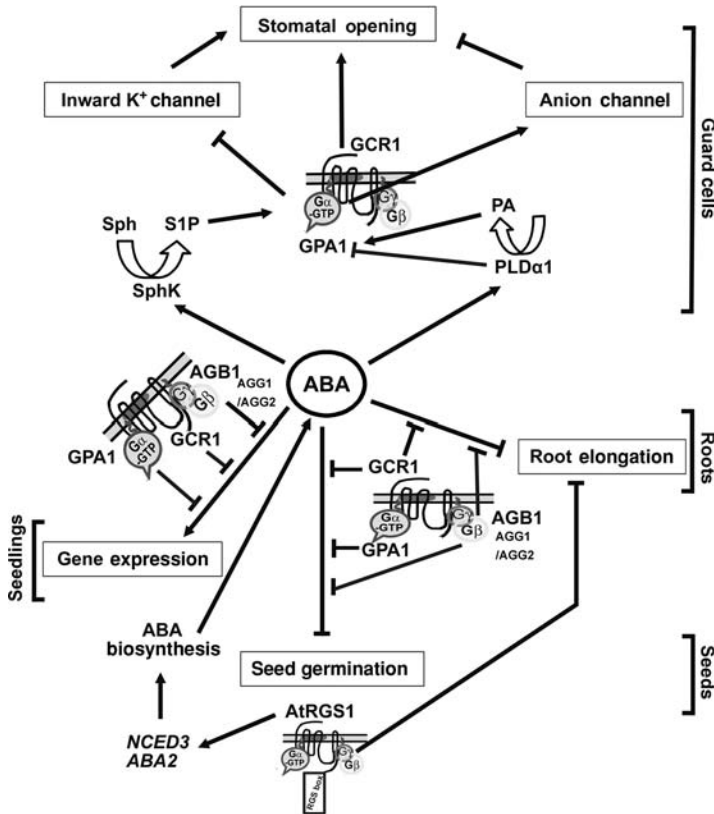 Stomatal opening
Inward K⁺ channel
Anion channel
Guard cells
GCR1
Gα
-GTP
Gγ
Gβ
GPA1
Sph
S1P
SphK
PA
PLDα1
ABA
AGB1
AGG1
/AGG2
Gγ
Gβ
GCR1
GPA1
Gα
-GTP
Roots
Root elongation
GCR1
Gα
-GTP
Gγ
Gβ
AGB1
AGG1
/AGG2
GPA1
Seedlings
Gene expression
ABA
biosynthesis
Seed germination
Seeds
AtRGS1
NCED3
ABA2
Gα
-GTP
Gγ
Gβ
RGS box